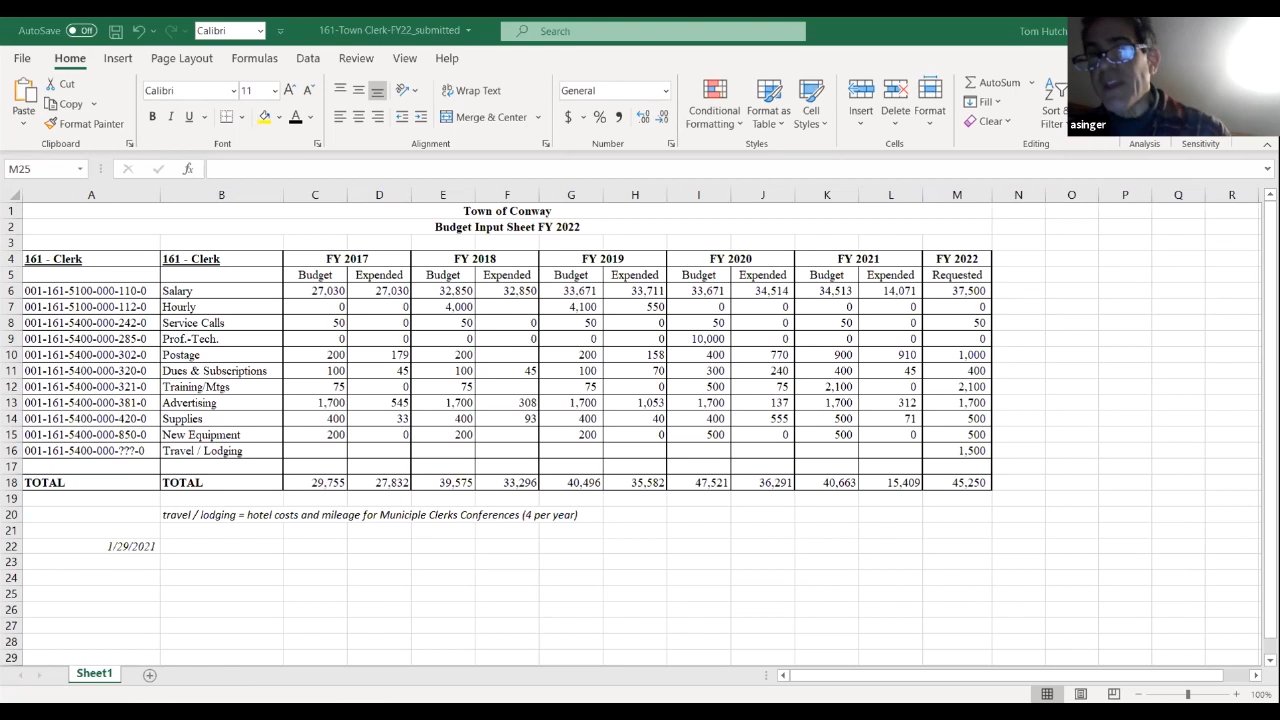 AutoSave Off Calibri 161-Town Clerk-FY22_submitted Search Tom Hutch
File Home Insert Page Layout Formulas Data Review View Help
Paste Cut Copy Format Painter Calibri 11 B I U A Wrap Text Merge & Center General $ % Conditional Formatting Format as Table Cell Styles Insert Delete Format AutoSum Fill Clear Sort & Filter
asinger
Clipboard Font Alignment Number Styles Cells Editing Analysis Sensitivity
M25 fx
A B C D E F G H I J K L M N O P Q R
1 Town of Conway
2 Budget Input Sheet FY 2022
3
4 161 - Clerk 161 - Clerk FY 2017 FY 2018 FY 2019 FY 2020 FY 2021 FY 2022
5 Budget Expended Budget Expended Budget Expended Budget Expended Budget Expended Requested
6 001-161-5100-000-110-0 Salary 27,030 27,030 32,850 32,850 33,671 33,711 33,671 34,514 34,513 14,071 37,500
7 001-161-5100-000-112-0 Hourly 0 0 4,000 4,100 550 0 0 0 0 0
8 001-161-5400-000-242-0 Service Calls 50 0 50 0 50 0 50 0 50 0 50
9 001-161-5400-000-285-0 Prof.-Tech. 0 0 0 0 0 0 10,000 0 0 0 0
10 001-161-5400-000-302-0 Postage 200 179 200 200 158 400 770 900 910 1,000
11 001-161-5400-000-320-0 Dues & Subscriptions 100 45 100 45 100 70 300 240 400 45 400
12 001-161-5400-000-321-0 Training/Mtgs 75 0 75 75 0 500 75 2,100 0 2,100
13 001-161-5400-000-381-0 Advertising 1,700 545 1,700 308 1,700 1,053 1,700 137 1,700 312 1,700
14 001-161-5400-000-420-0 Supplies 400 33 400 93 400 40 400 555 500 71 500
15 001-161-5400-000-850-0 New Equipment 200 0 200 200 500 0 500 0 500
16 001-161-5400-000-???-0 Travel / Lodging 1,500
17
18 TOTAL TOTAL 29,755 27,832 39,575 33,296 40,496 35,582 47,521 36,291 40,663 15,409 45,250
19
20 travel / lodging = hotel costs and mileage for Municiple Clerks Conferences (4 per year)
21
22 1/29/2021
23
24
25
26
27
28
29
Sheet1
100%